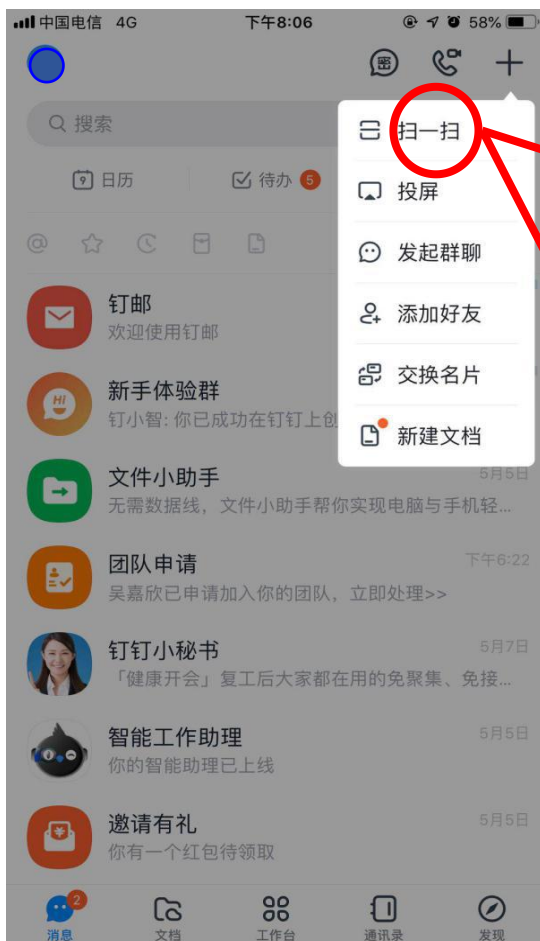 中国电信 4G 下午8:06 58%
密
搜索
扫一扫
9 日历 待办 5
投屏
发起群聊
添加好友
交换名片
新建文档
钉邮
欢迎使用钉邮
Hi
新手体验群
钉小智: 你已成功在钉钉上创
文件小助手 5月5日
无需数据线，文件小助手帮你实现电脑与手机轻...
团队申请 下午6:22
吴嘉欣已申请加入你的团队，立即处理>>
钉钉小秘书 5月7日
「健康开会」复工后大家都在用的免聚集、免接...
智能工作助理 5月5日
你的智能助理已上线
邀请有礼 5月5日
你有一个红包待领取
2
消息 文档 工作台 通讯录 发现